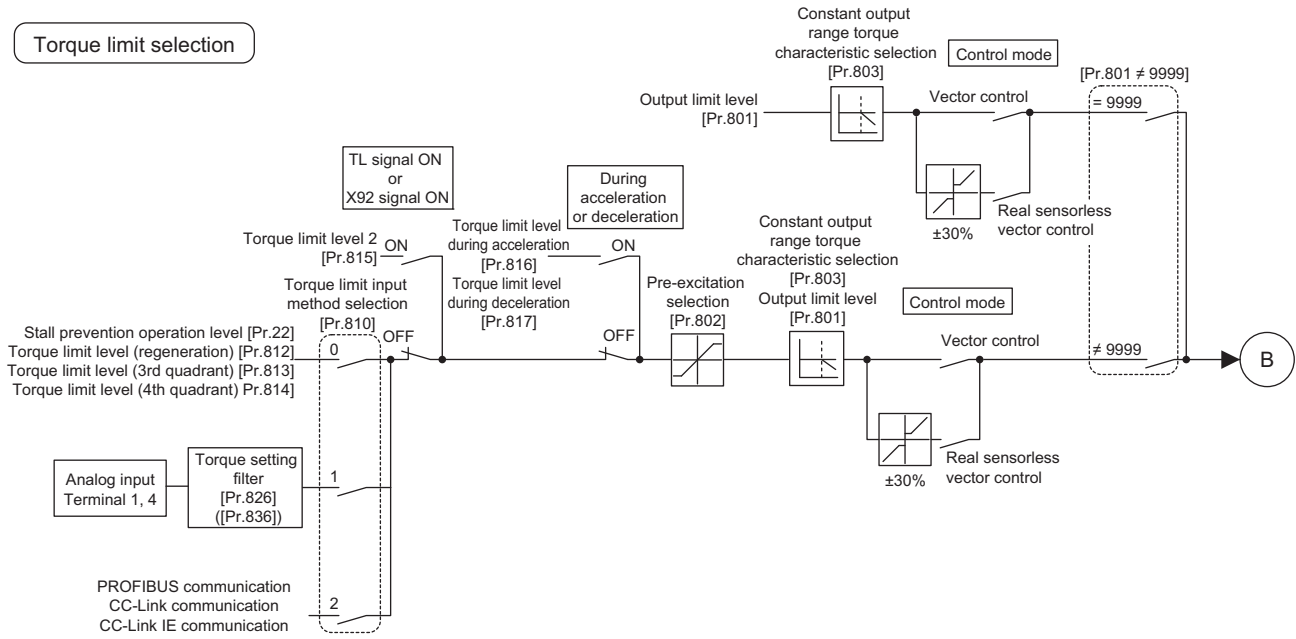 Torque limit selection
Constant output
range torque
characteristic selection
[Pr.803]
Control mode
[Pr.801 ≠ 9999]
Output limit level
[Pr.801]
Vector control
= 9999
Real sensorless
vector control
±30%
TL signal ON
or
X92 signal ON
During
acceleration
or deceleration
Torque limit level 2
[Pr.815]
ON
Torque limit level
during acceleration
[Pr.816]
ON
Torque limit level
during deceleration
[Pr.817]
Torque limit input
method selection
[Pr.810]
OFF
OFF
Pre-excitation
selection
[Pr.802]
Constant output
range torque
characteristic selection
[Pr.803]
Output limit level
[Pr.801]
Control mode
Vector control
≠ 9999
B
Real sensorless
vector control
±30%
Stall prevention operation level [Pr.22]
Torque limit level (regeneration) [Pr.812]
Torque limit level (3rd quadrant) [Pr.813]
Torque limit level (4th quadrant) Pr.814]
0
Analog input
Terminal 1, 4
Torque setting
filter
[Pr.826]
([Pr.836])
1
PROFIBUS communication
CC-Link communication
CC-Link IE communication
2